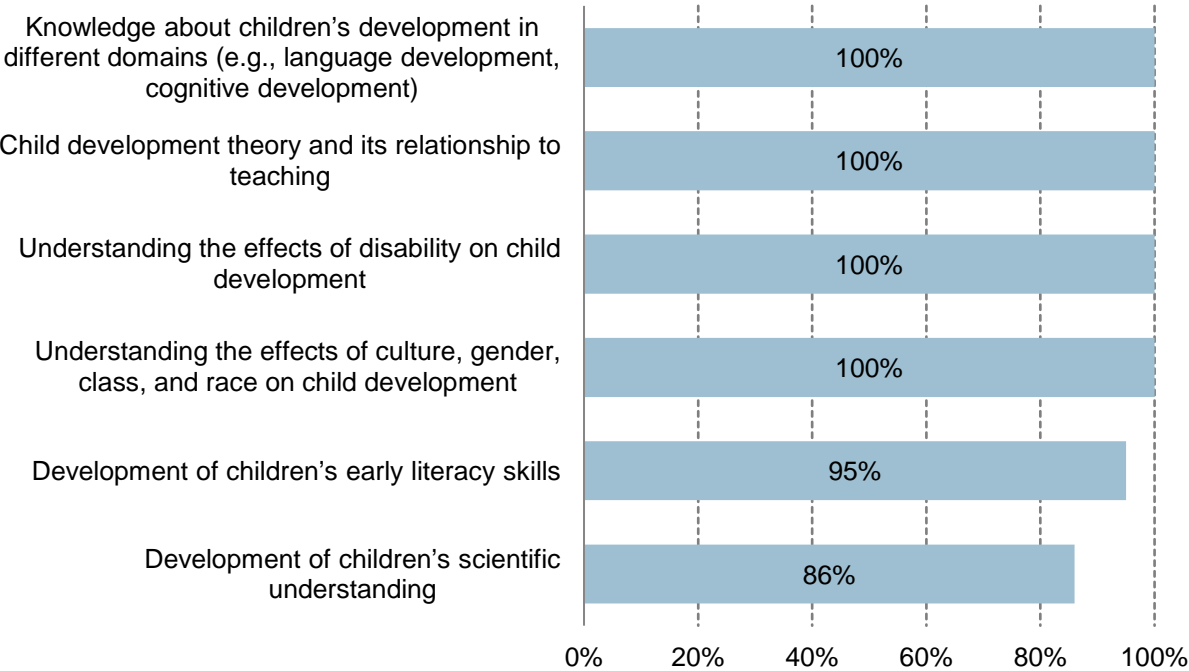 Knowledge about children’s development in
different domains (e.g., language development,
cognitive development)
100%
Child development theory and its relationship to
teaching
100%
Understanding the effects of disability on child
development
100%
Understanding the effects of culture, gender,
class, and race on child development
100%
Development of children’s early literacy skills
95%
Development of children’s scientific
understanding
86%
0% 20% 40% 60% 80% 100%